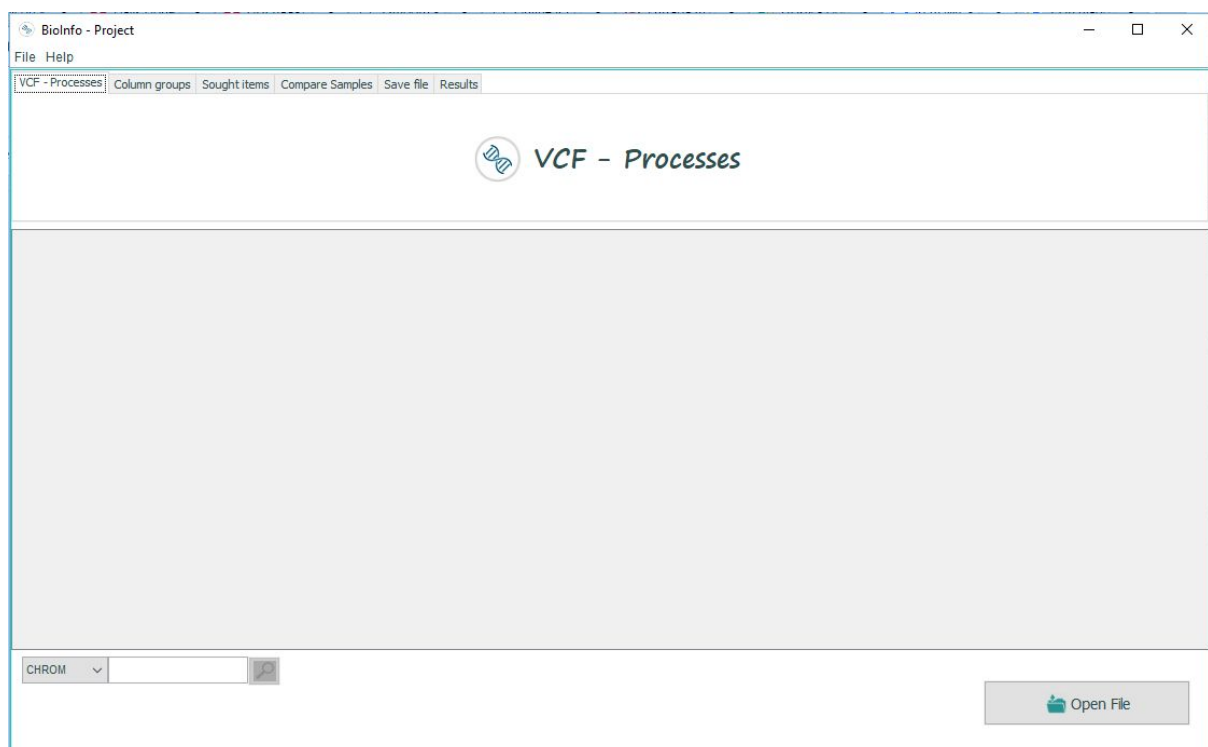 BioInfo - Project
File Help
VCF - Processes Column groups Sought items Compare Samples Save file Results
VCF - Processes
CHROM
Open File